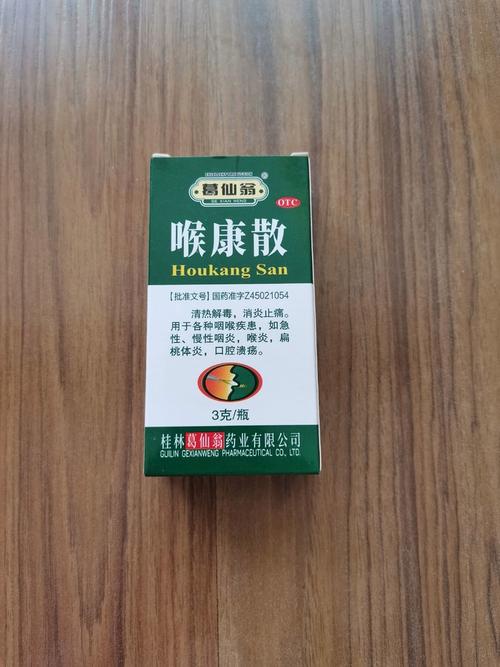 葛仙翁®
GE XIAN WENG
OTC
喉康散
Houkang San
【批准文号】国药准字Z45021054
清热解毒，消炎止痛。
用于各种咽喉疾患，如急
性、慢性咽炎，喉炎，扁
桃体炎，口腔溃疡。
3克/瓶
桂林葛仙翁药业有限公司
GUILIN GEXIANWENG PHARMACEUTICAL CO., LTD.